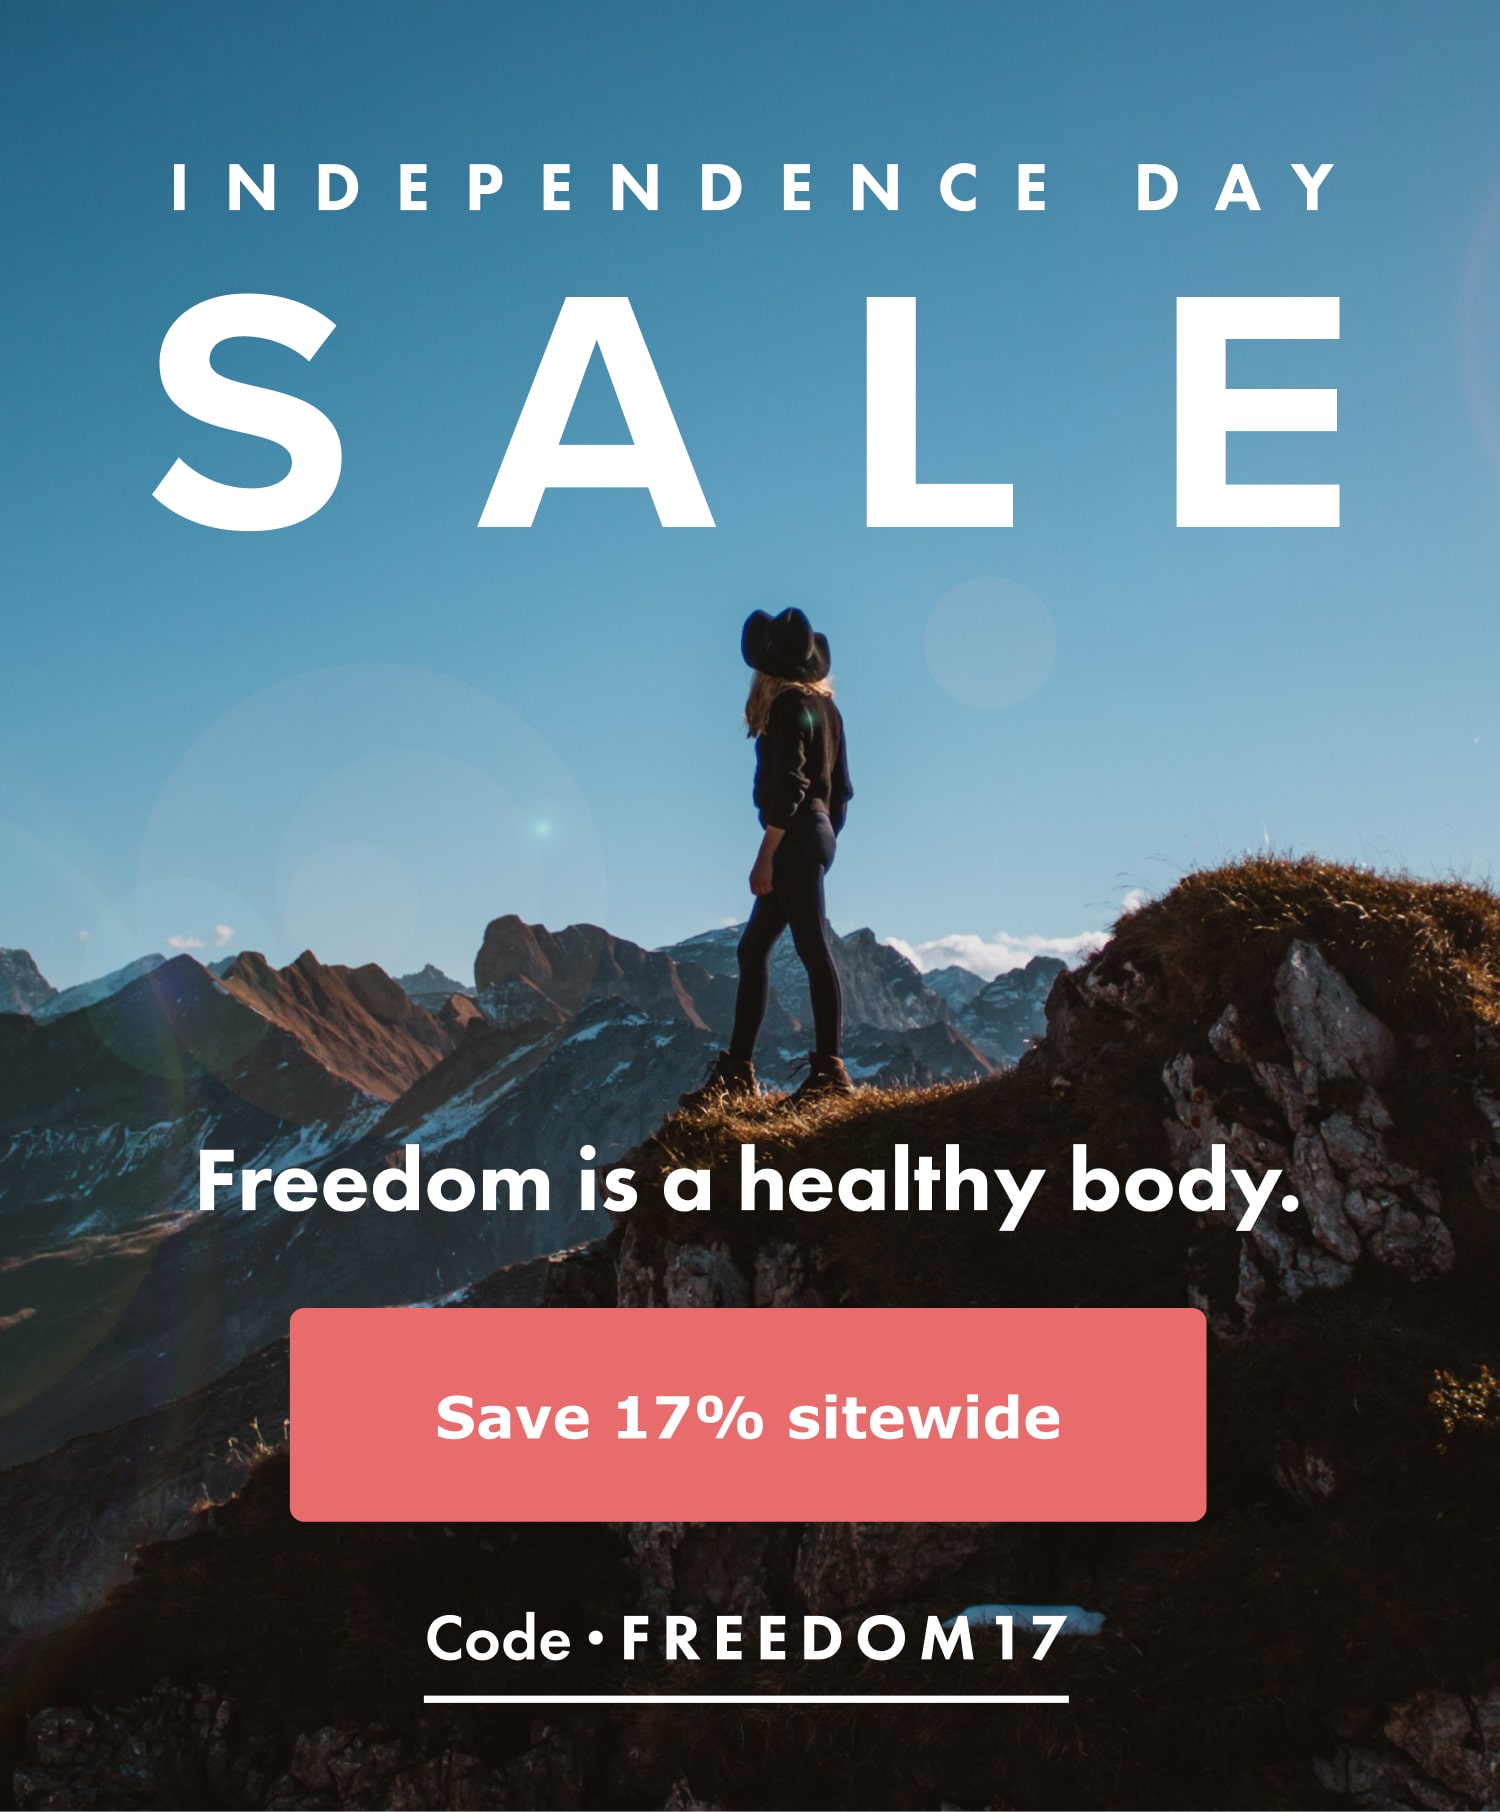 INDEPENDENCE DAY
SALE
Freedom is a healthy body.
Save 17% sitewide
Code • FREEDOM17